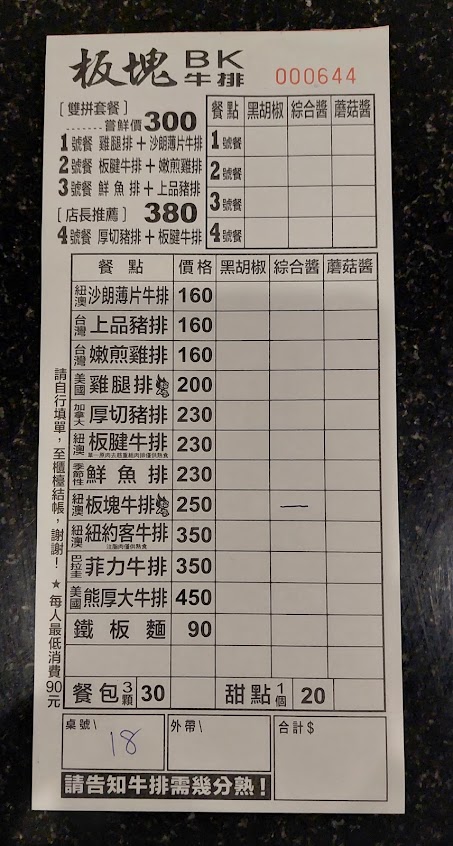 板塊 BK 牛排 000644
[雙拼套餐]
......嘗鮮價300
1號餐 雞腿排+沙朗薄片牛排
2號餐 板腱牛排+嫩煎雞排
3號餐 鮮魚排+上品豬排
[店長推薦] 380
4號餐 厚切豬排+板腱牛排
餐點 黑胡椒 綜合醬 蘑菇醬
1號餐
2號餐
3號餐
4號餐
餐點 價格 黑胡椒 綜合醬 蘑菇醬
紐澳 沙朗薄片牛排 160
台灣 上品豬排 160
台灣 嫩煎雞排 160
美國 雞腿排 200
加拿大 厚切豬排 230
紐澳 板腱牛排 230
季節性 鮮魚排 230
紐澳 板塊牛排 250 一
紐澳 紐約客牛排 350
巴拉圭 菲力牛排 350
美國 熊厚大牛排 450
鐵板麵 90
餐包3顆 30 甜點1個 20
桌號\ 18 外帶\ 合計$
請告知牛排需幾分熟!
請自行填單,至櫃檯結帳,謝謝! ★每人最低消費90元